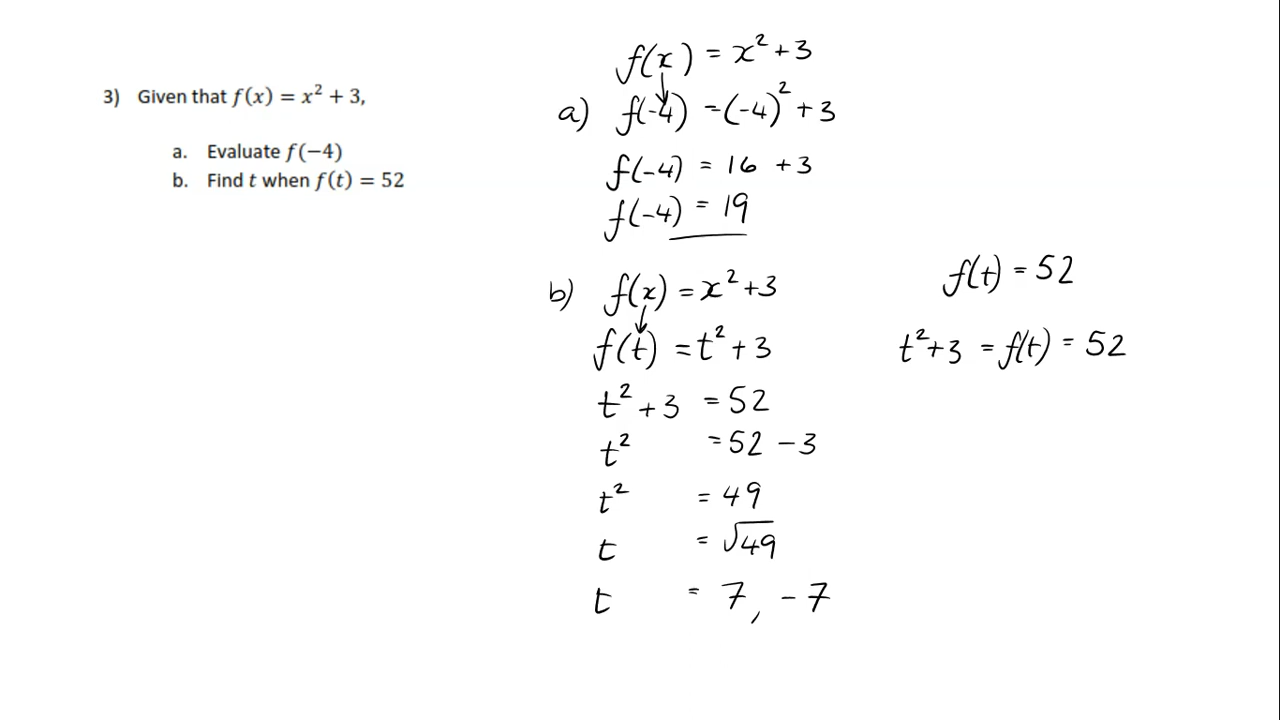 3) Given that f(x) = x² + 3,
a. Evaluate f(−4)
b. Find t when f(t) = 52
f(x) = x² + 3
a) f(-4) = (-4)² + 3
f(-4) = 16 + 3
f(-4) = 19
b) f(x) = x² + 3
f(t) = t² + 3
t² + 3 = 52
t² = 52 - 3
t² = 49
t = √49
t = 7, -7
f(t) = 52
t² + 3 = f(t) = 52